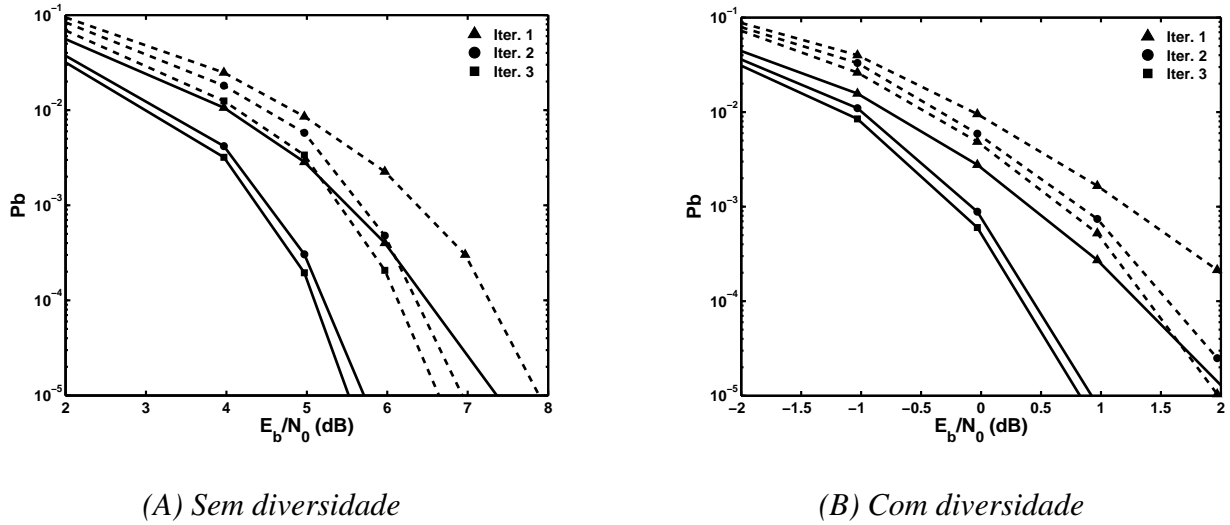 10⁻¹
10⁻²
10⁻³
10⁻⁴
10⁻⁵
Pb
2 3 4 5 6 7 8
E_b/N_0 (dB)
Iter. 1
Iter. 2
Iter. 3
(A) Sem diversidade
10⁻¹
10⁻²
10⁻³
10⁻⁴
10⁻⁵
Pb
−2 −1.5 −1 −0.5 0 0.5 1 1.5 2
E_b/N_0 (dB)
Iter. 1
Iter. 2
Iter. 3
(B) Com diversidade